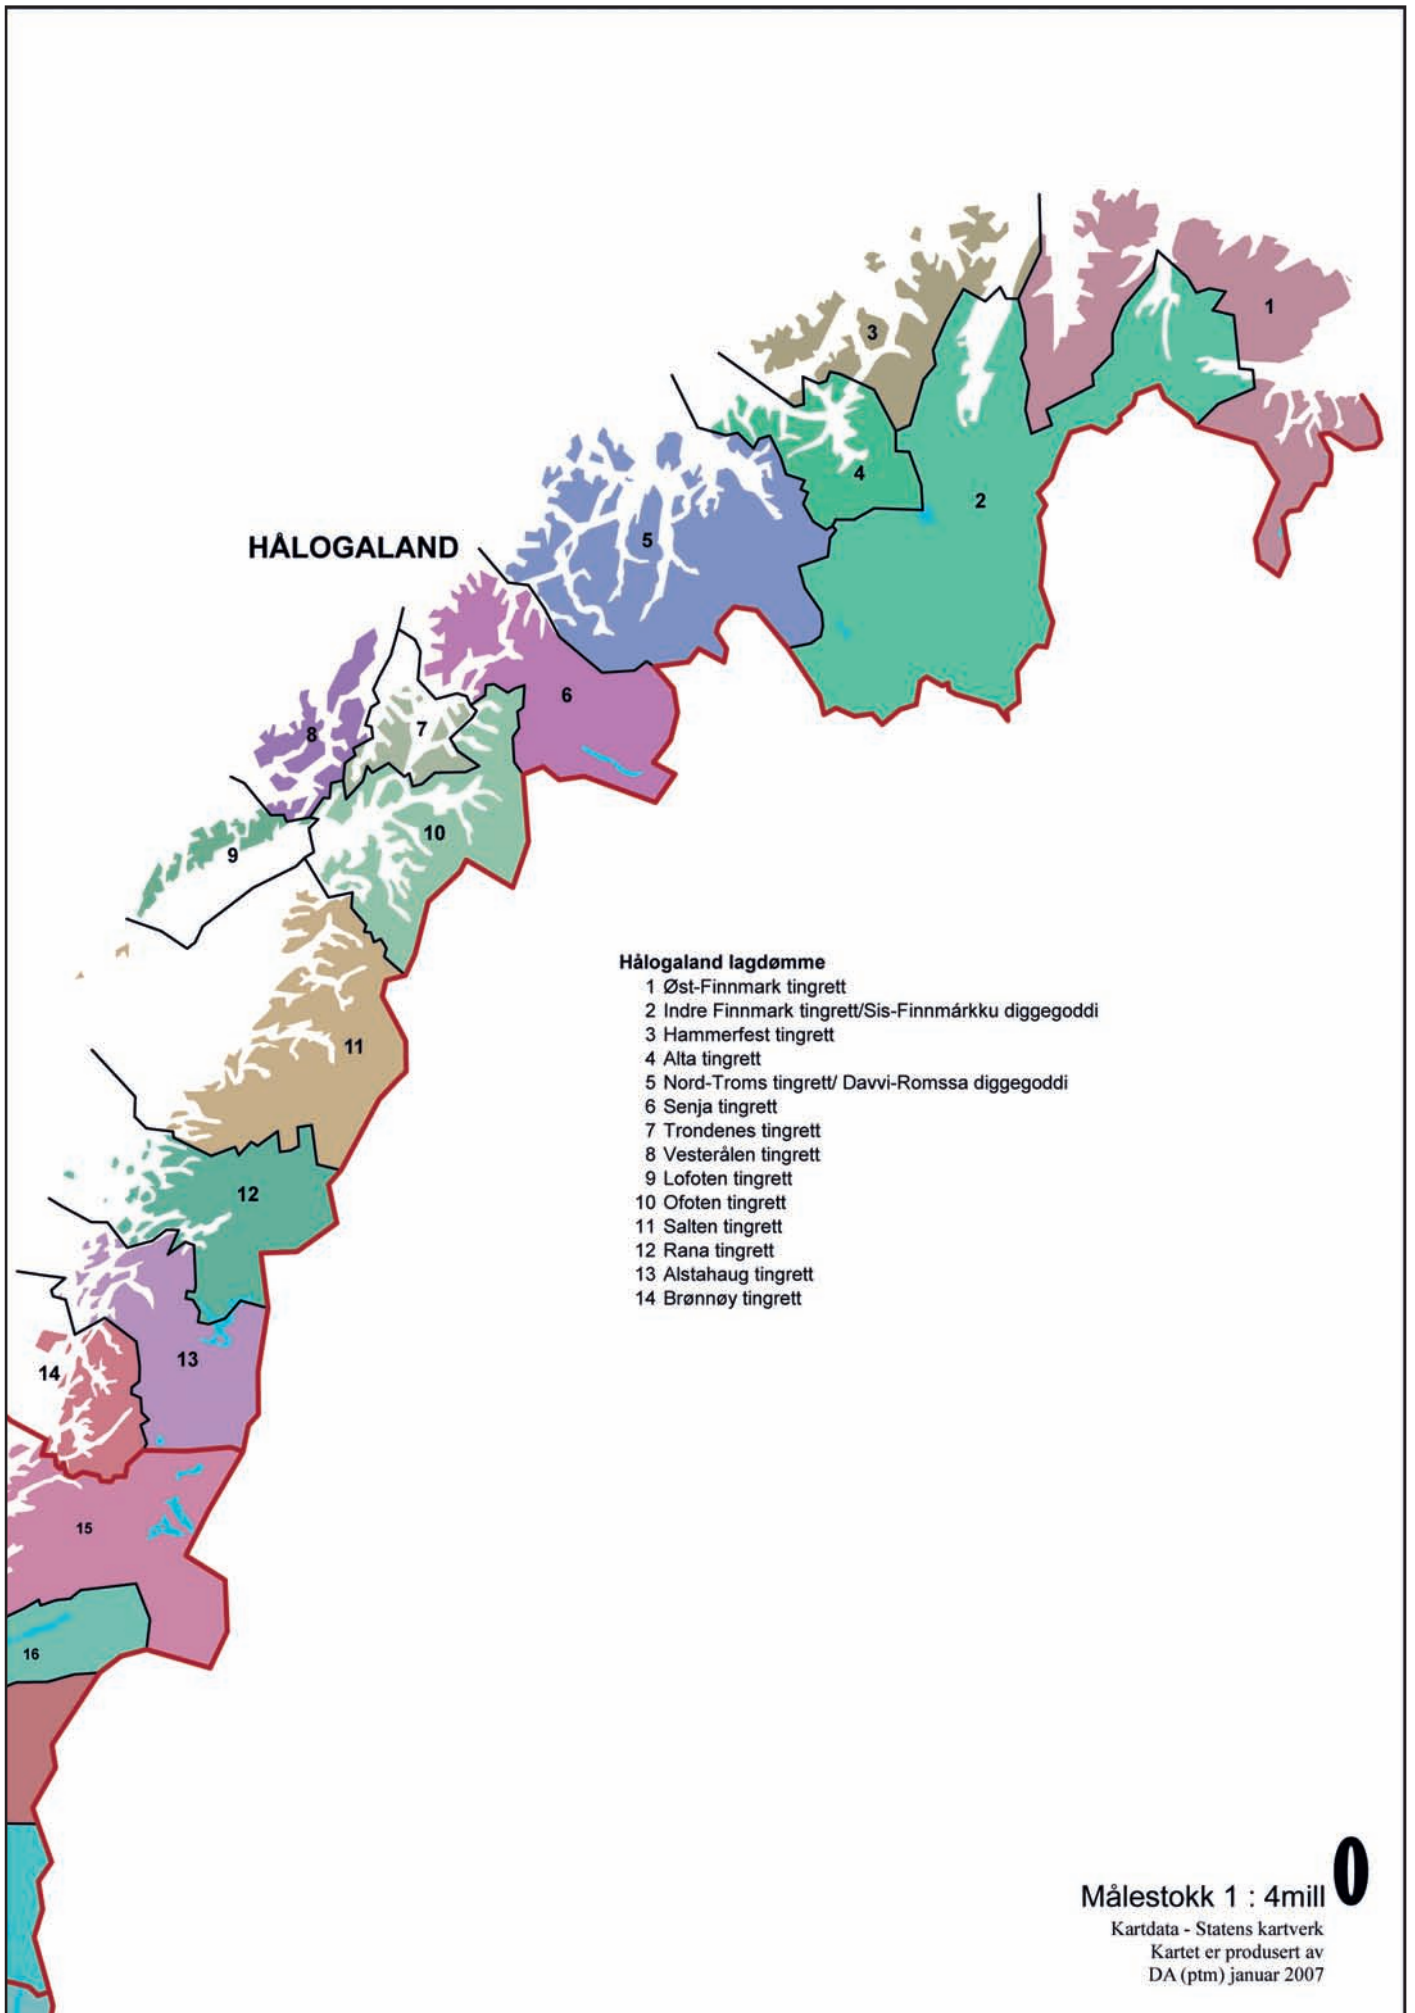 1
3
4
2
5
HÅLOGALAND
6
7
8
10
9
11
12
13
14
15
16
Hålogaland lagdømme
1 Øst-Finnmark tingrett
2 Indre Finnmark tingrett/Sis-Finnmárkku diggegoddi
3 Hammerfest tingrett
4 Alta tingrett
5 Nord-Troms tingrett/ Davvi-Romssa diggegoddi
6 Senja tingrett
7 Trondenes tingrett
8 Vesterålen tingrett
9 Lofoten tingrett
10 Ofoten tingrett
11 Salten tingrett
12 Rana tingrett
13 Alstahaug tingrett
14 Brønnøy tingrett
0
Målestokk 1 : 4mill
Kartdata - Statens kartverk
Kartet er produsert av
DA (ptm) januar 2007